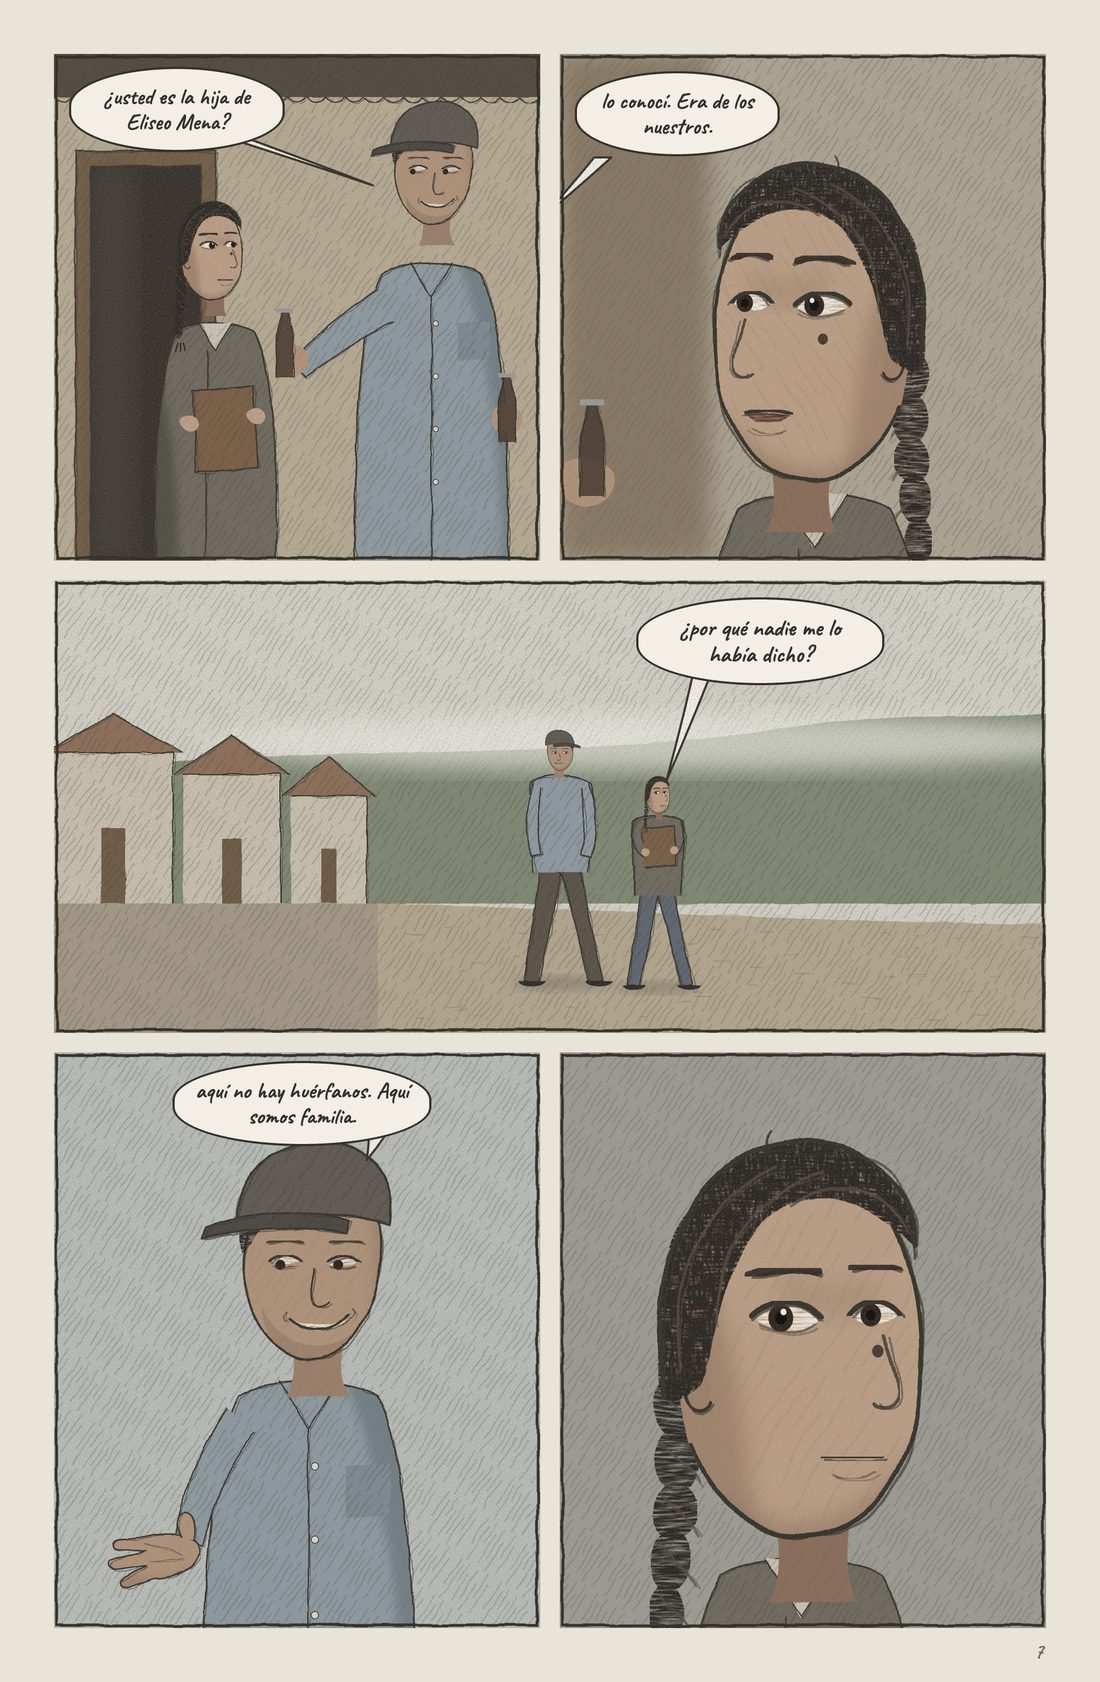 ¿usted es la hija de
Eliseo Mena?
lo conocí. Era de los
nuestros.
¿por qué nadie me lo
había dicho?
aquí no hay huérfanos. Aquí
somos familia.
7